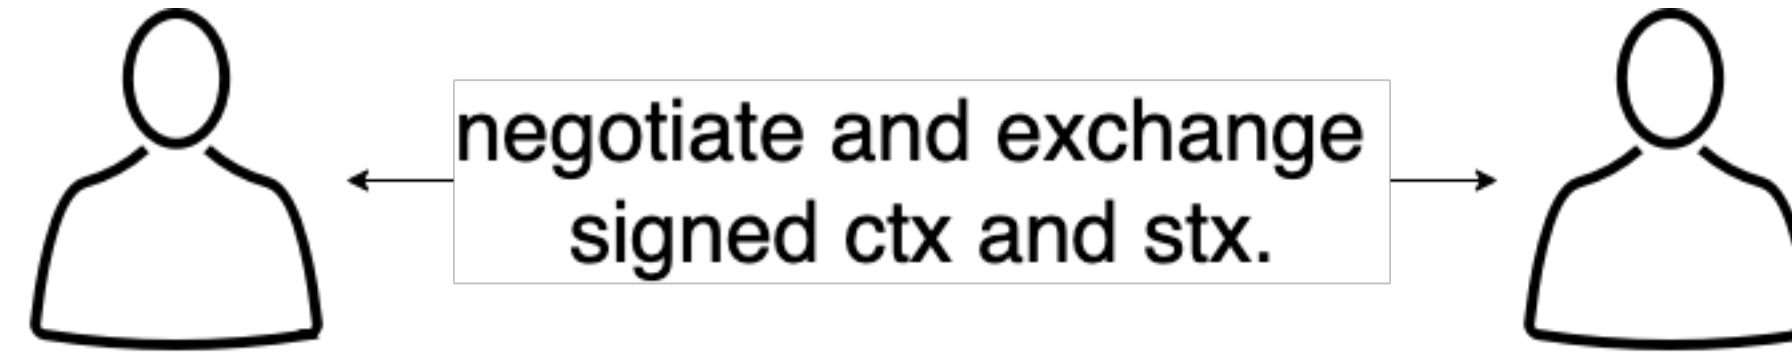 negotiate and exchange
signed ctx and stx.